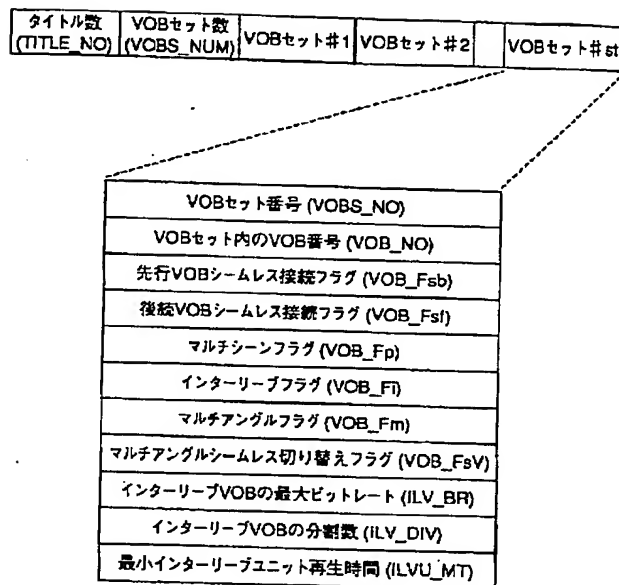 タイトル数
(TITLE_NO)
VOBセット数
(VOBS_NUM)
VOBセット#1
VOBセット#2
VOBセット#st
VOBセット番号 (VOBS_NO)
VOBセット内のVOB番号 (VOB_NO)
先行VOBシームレス接続フラグ (VOB_Fsb)
後続VOBシームレス接続フラグ (VOB_Fsf)
マルチシーンフラグ (VOB_Fp)
インターリーブフラグ (VOB_Fi)
マルチアングルフラグ (VOB_Fm)
マルチアングルシームレス切り替えフラグ (VOB_FsV)
インターリーブVOBの最大ビットレート (ILV_BR)
インターリーブVOBの分割数 (ILV_DIV)
最小インターリーブユニット再生時間 (ILVU_MT)